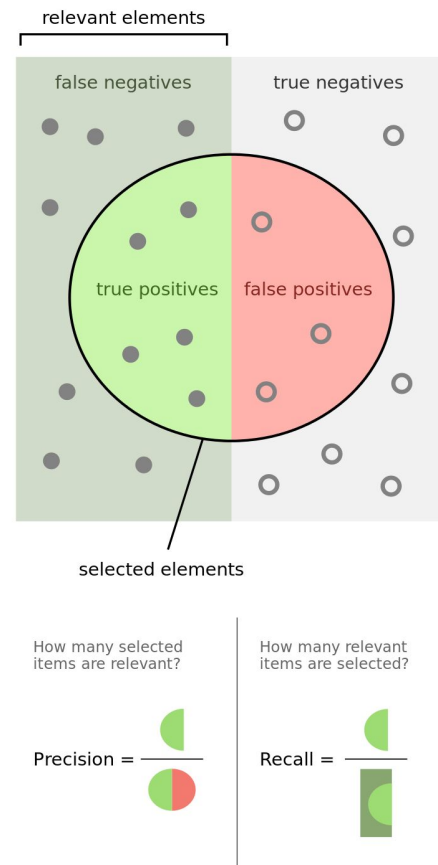 relevant elements
false negatives
true negatives
true positives
false positives
selected elements
How many selected
items are relevant?
How many relevant
items are selected?
Precision =
Recall =